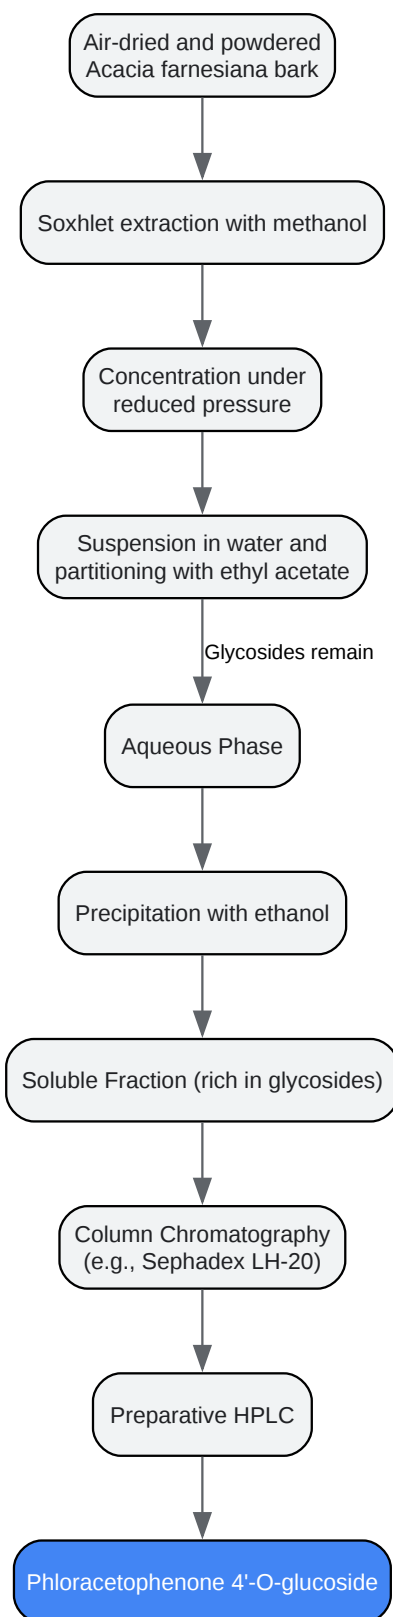 Air-dried and powdered
Acacia farnesiana bark
Soxhlet extraction with methanol
Concentration under
reduced pressure
Suspension in water and
partitioning with ethyl acetate
Glycosides remain
Aqueous Phase
Precipitation with ethanol
Soluble Fraction (rich in glycosides)
Column Chromatography
(e.g., Sephadex LH-20)
Preparative HPLC
Phloracetophenone 4'-O-glucoside